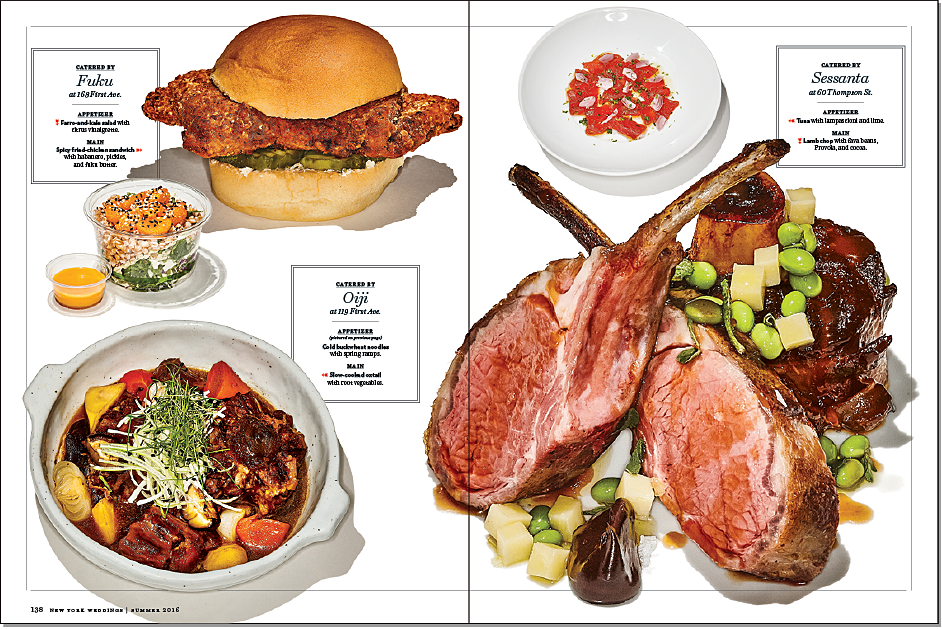 CATERED BY
Fuku
at 163 First Ave.
APPETIZER
Farro-and-kale salad with
citrus vinaigrette.
MAIN
Spicy fried-chicken sandwich
with habanero, pickles,
and fuku butter.
CATERED BY
Oiji
at 119 First Ave.
APPETIZER
(pictured on previous page)
Cold buckwheat noodles
with spring ramps.
MAIN
Slow-cooked oxtail
with root vegetables.
CATERED BY
Sessanta
at 60 Thompson St.
APPETIZER
Tuna with lampascioni and lime.
MAIN
Lamb chop with fava beans,
Provola, and cocoa.
138 NEW YORK WEDDINGS | SUMMER 2016